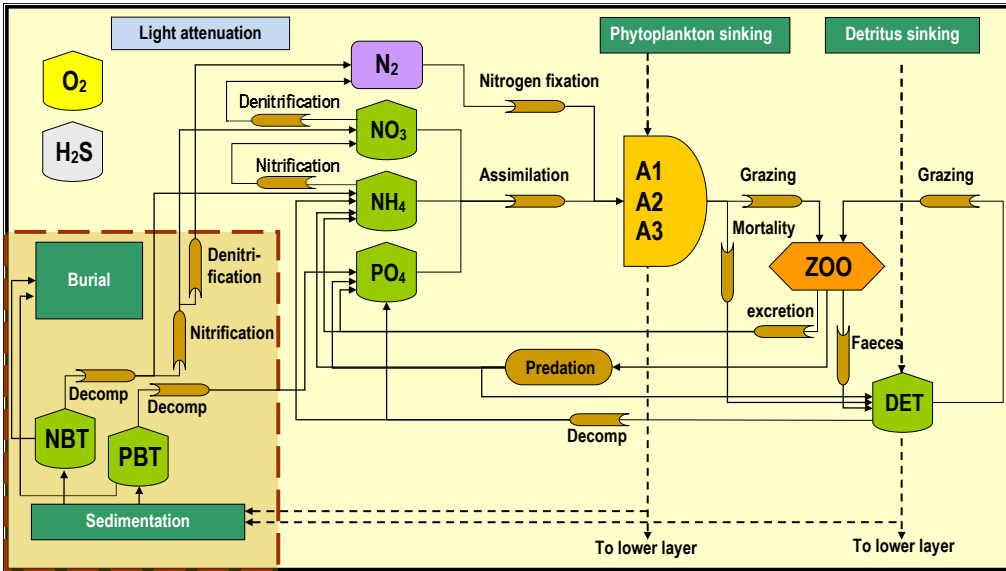 Light attenuation
Phytoplankton sinking
Detritus sinking
O2
N2
Nitrogen fixation
Denitrification
NO3
H2S
Nitrification
A1
A2
A3
Assimilation
Grazing
Grazing
NH4
Mortality
ZOO
Burial
Denitri-
fication
PO4
excretion
Nitrification
Faeces
Predation
Decomp
Decomp
DET
NBT
PBT
Decomp
Sedimentation
To lower layer
To lower layer